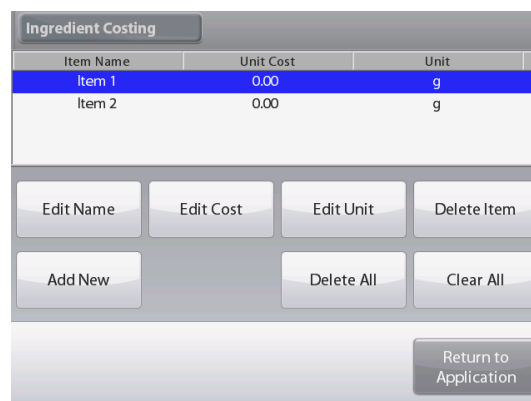 Ingredient Costing
Item Name Unit Cost Unit
Item 1 0.00 g
Item 2 0.00 g
Edit Name Edit Cost Edit Unit Delete Item
Add New Delete All Clear All
Return to
Application